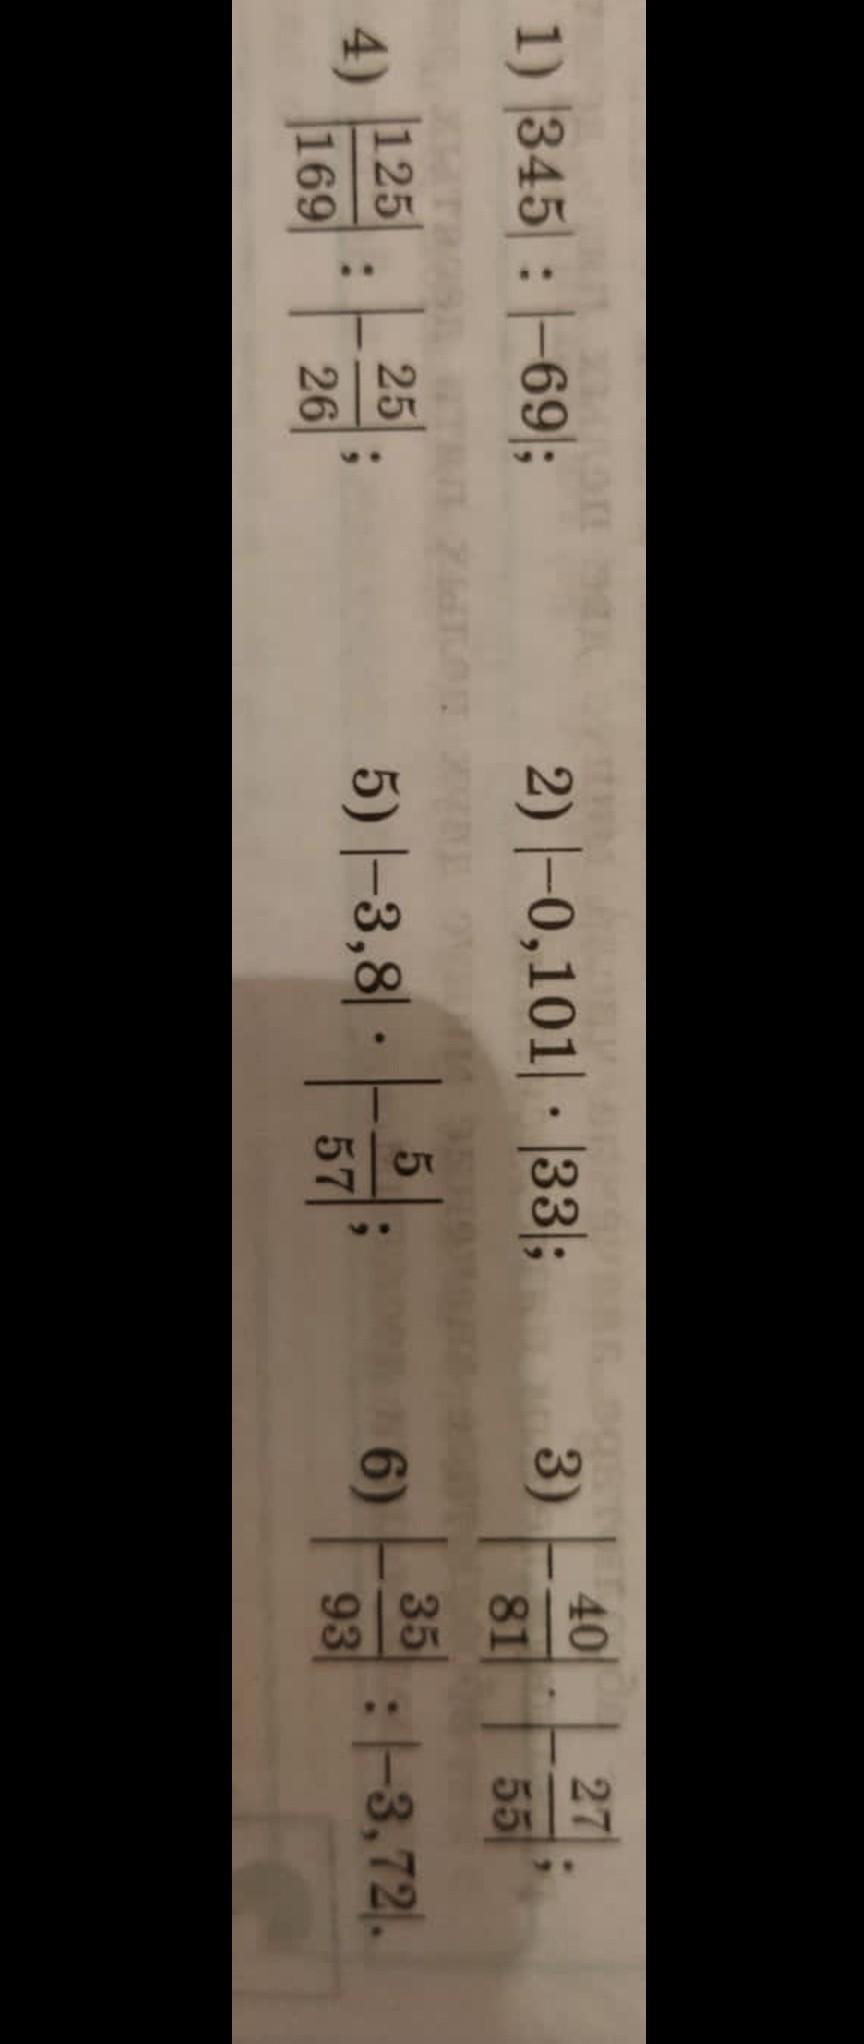 1) |345| : |−69|; 2) |−0,101| · |33|; 3) |−40/81| · |−27/55|;
4) |125/169| : |−25/26|; 5) |−3,8| · |−5/57|; 6) |−35/93| : |−3,72|.